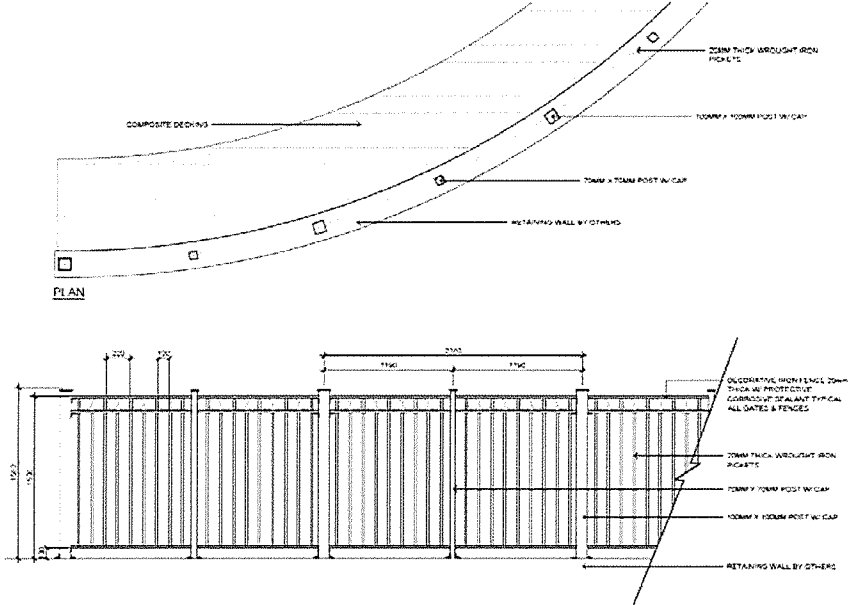 20MM THICK WROUGHT IRON
PICKETS
COMPOSITE DECKING
100MM X 100MM POST W/ CAP
70MM X 70MM POST W/ CAP
RETAINING WALL BY OTHERS
PLAN
DECORATIVE IRON FENCE 20mm
THICK W/ PROTECTIVE
CORROSIVE SEALANT TYPICAL
ALL GATES & FENCES
20MM THICK WROUGHT IRON
PICKETS
70MM X 70MM POST W/ CAP
100MM X 100MM POST W/ CAP
RETAINING WALL BY OTHERS